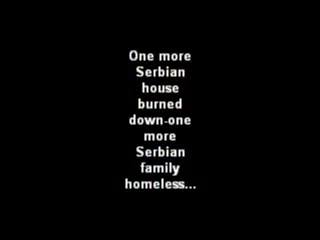 One more
Serbian
house
burned
down-one
more
Serbian
family
homeless...